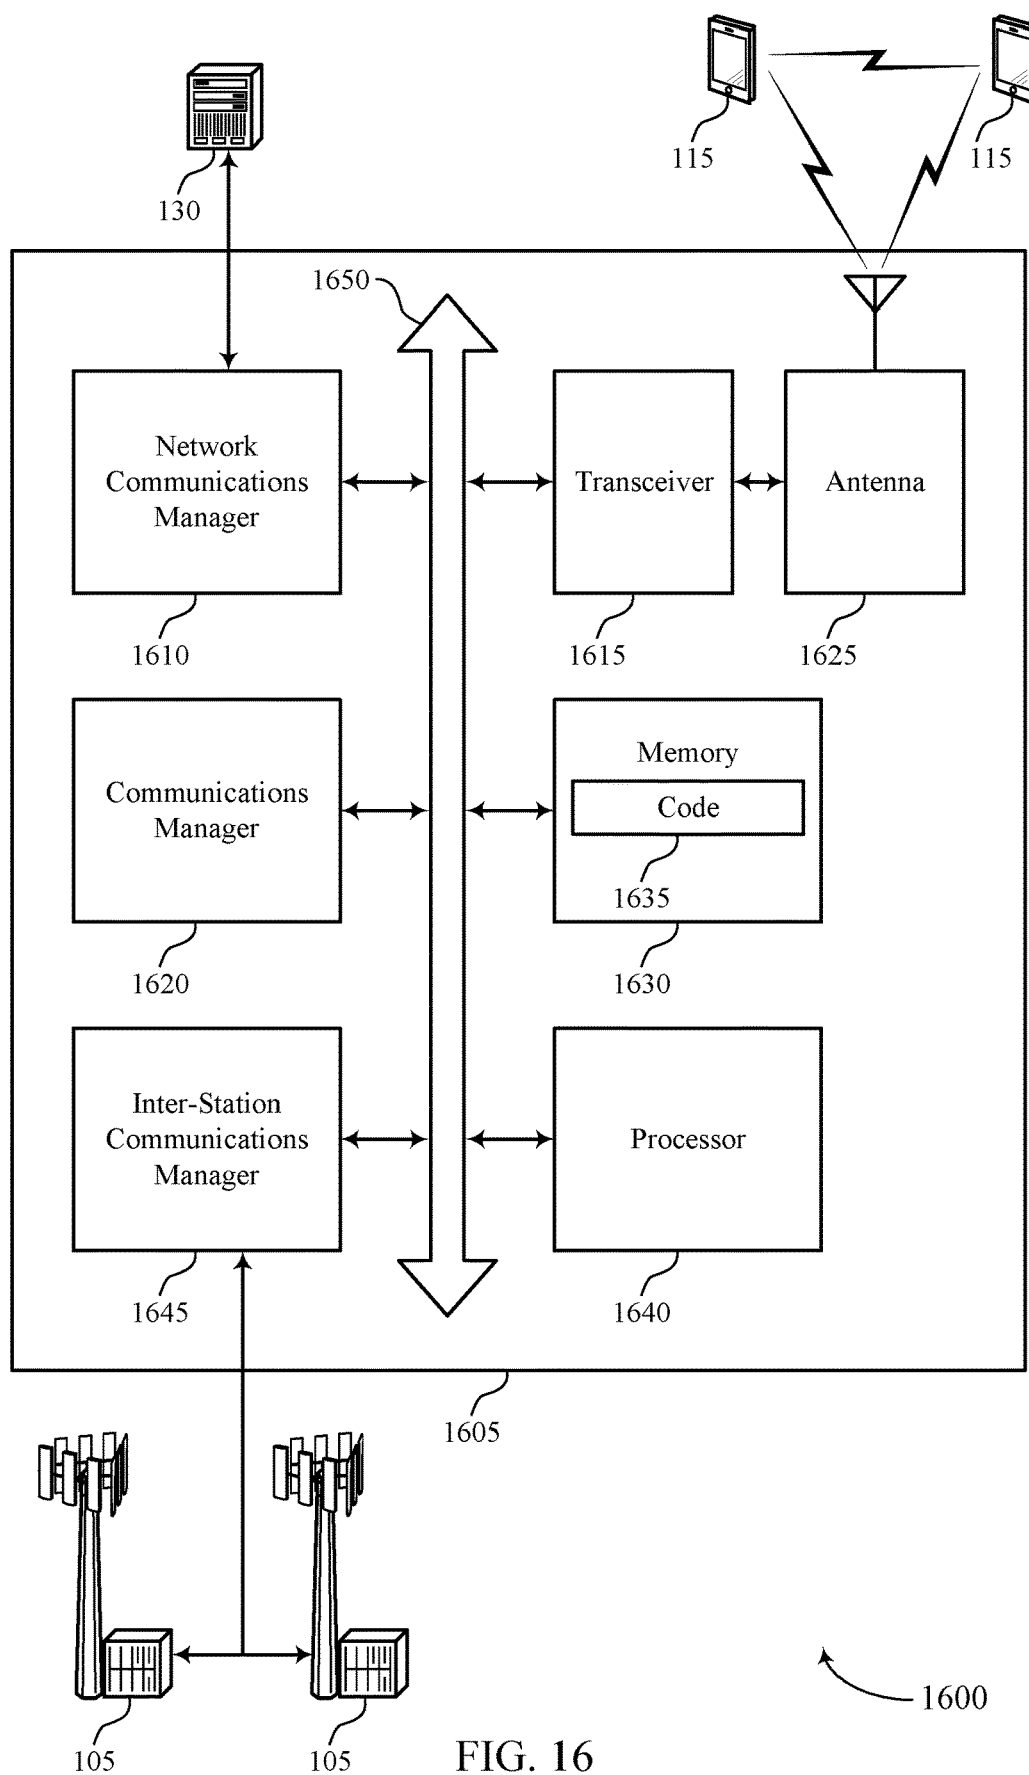 115
115
130
1650
Network
Communications
Manager
Transceiver
Antenna
1610
1615
1625
Communications
Manager
Memory
Code
1635
1620
1630
Inter-Station
Communications
Manager
Processor
1645
1640
1605
1600
105
105
FIG. 16